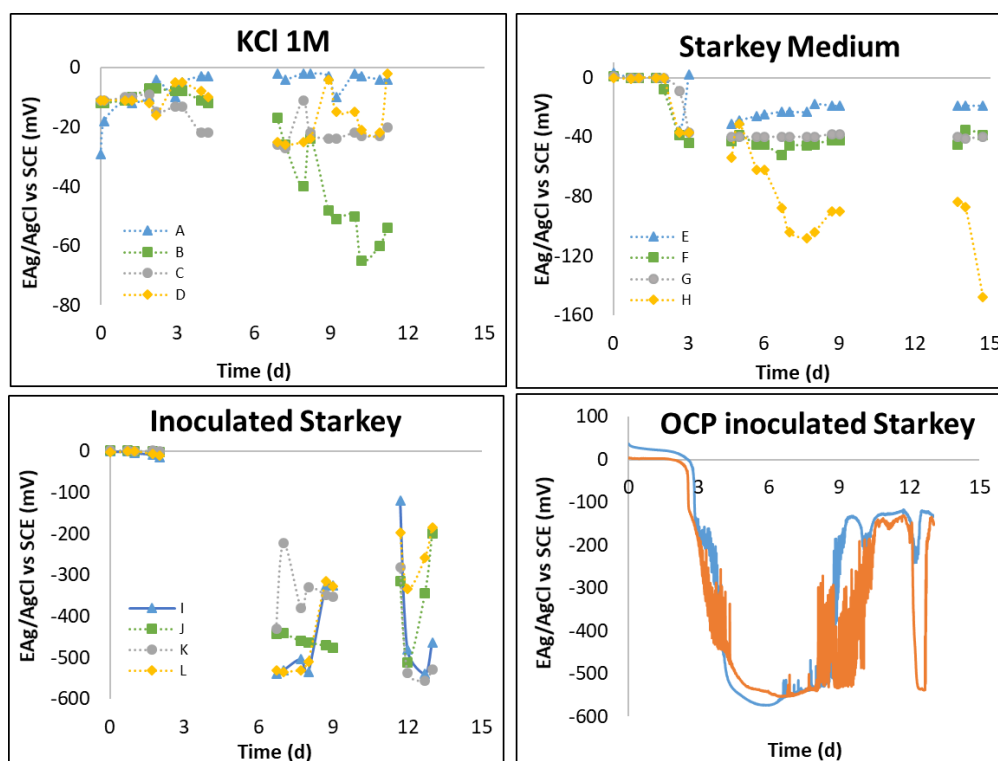 KCl 1M
EAg/AgCl vs SCE (mV)
0
-20
-40
-60
-80
A
B
C
D
0
3
6
9
12
15
Time (d)
Starkey Medium
EAg/AgCl vs SCE (mV)
0
-40
-80
-120
-160
E
F
G
H
0
3
6
9
12
15
Time (d)
Inoculated Starkey
EAg/AgCl vs SCE (mV)
0
-100
-200
-300
-400
-500
-600
I
J
K
L
0
3
6
9
12
15
Time (d)
OCP inoculated Starkey
EAg/AgCl vs SCE (mV)
100
0
-100
-200
-300
-400
-500
-600
0
3
6
9
12
15
Time (d)